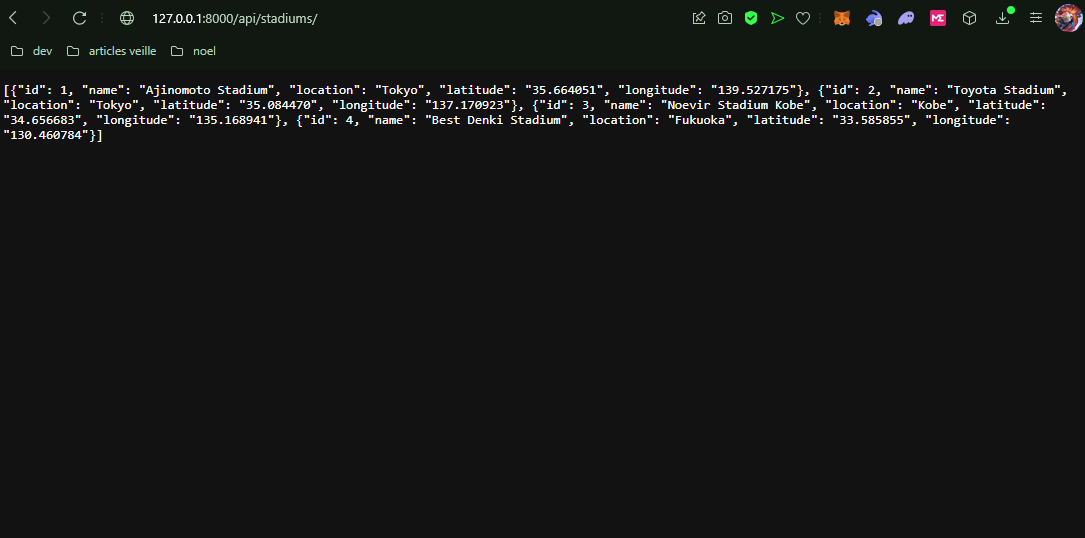 127.0.0.1:8000/api/stadiums/
dev articles veille noel
[{"id": 1, "name": "Ajinomoto Stadium", "location": "Tokyo", "latitude": "35.664051", "longitude": "139.527175"}, {"id": 2, "name": "Toyota Stadium",
"location": "Tokyo", "latitude": "35.084470", "longitude": "137.170923"}, {"id": 3, "name": "Noevir Stadium Kobe", "location": "Kobe", "latitude":
"34.656683", "longitude": "135.168941"}, {"id": 4, "name": "Best Denki Stadium", "location": "Fukuoka", "latitude": "33.585855", "longitude":
"130.460784"}]